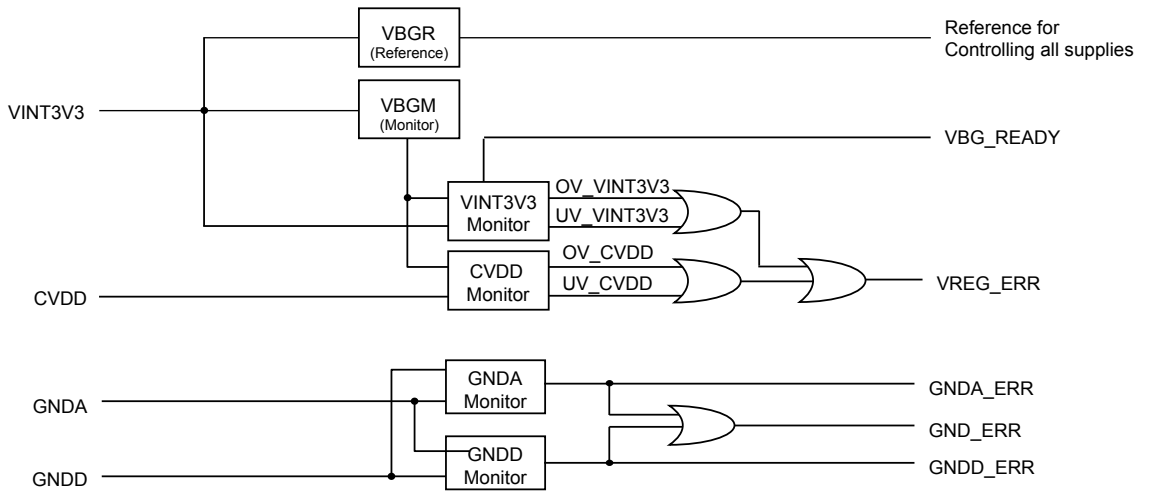 VBGR
(Reference)
Reference for
Controlling all supplies
VINT3V3
VBGM
(Monitor)
VBG_READY
VINT3V3
Monitor
OV_VINT3V3
UV_VINT3V3
CVDD
Monitor
OV_CVDD
UV_CVDD
CVDD
VREG_ERR
GNDA
Monitor
GNDA
GNDA_ERR
GND_ERR
GNDD
Monitor
GNDD
GNDD_ERR